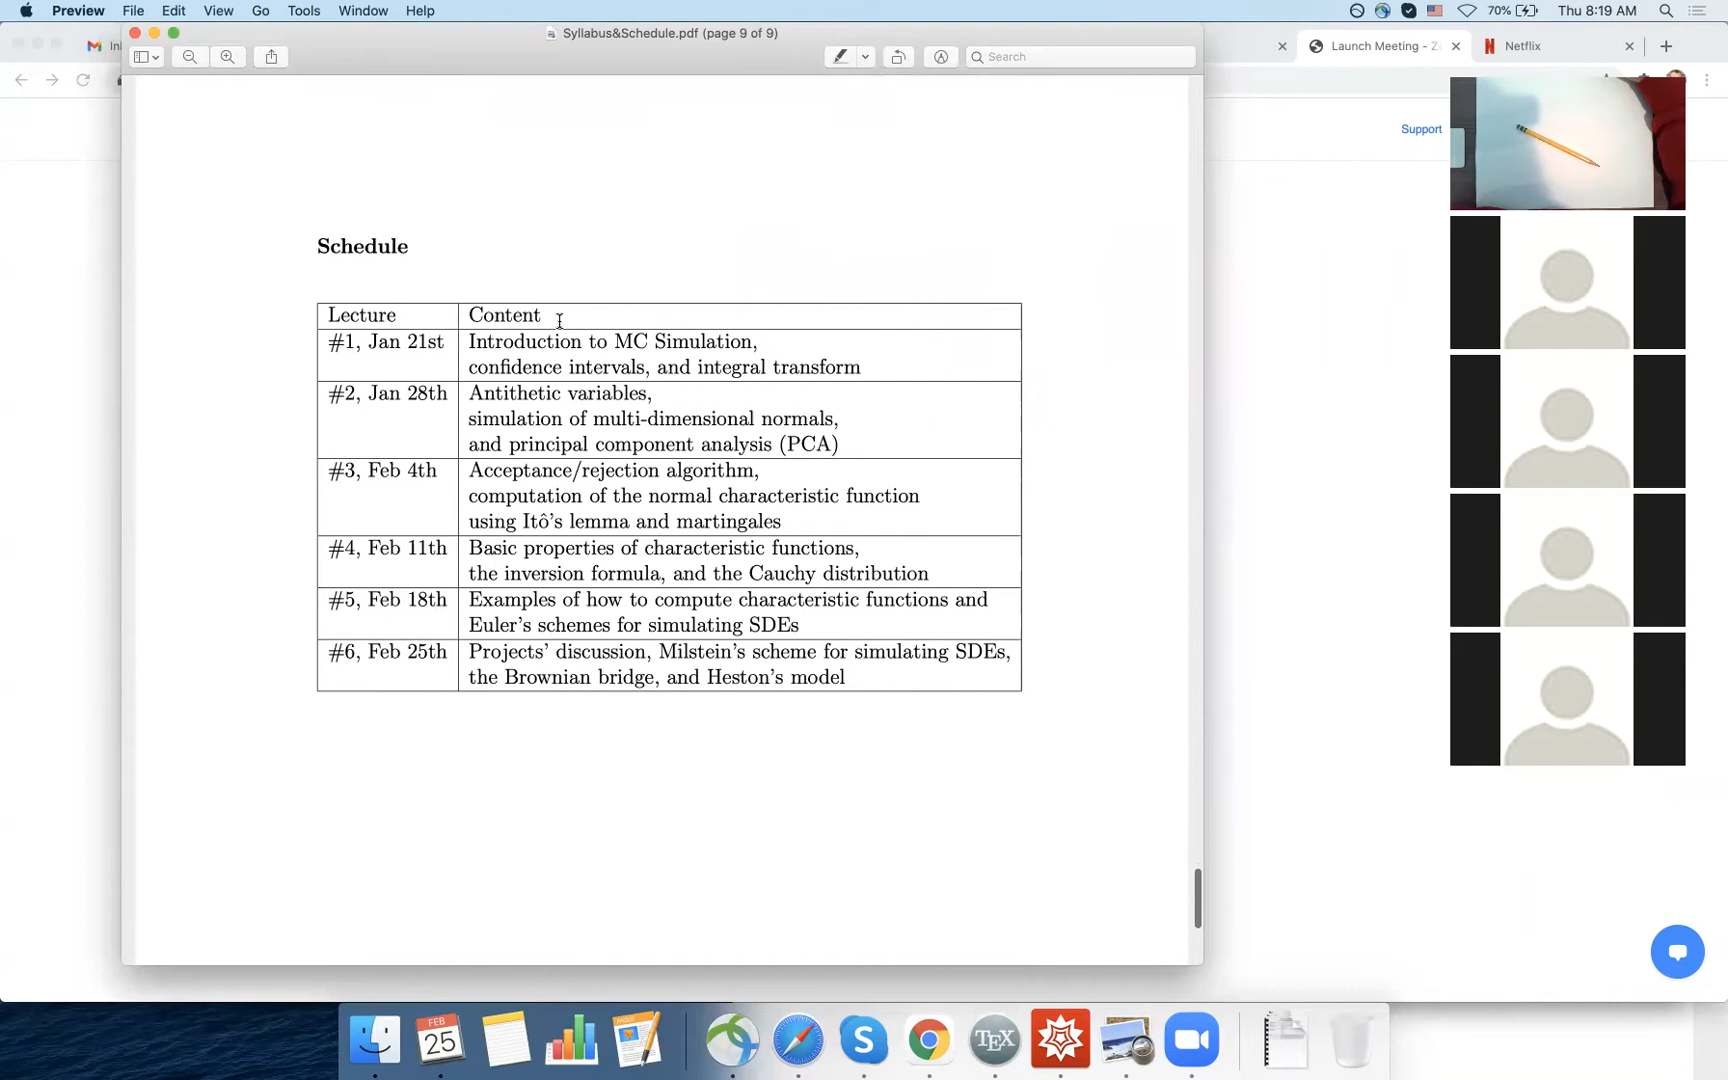 Preview File Edit View Go Tools Window Help
70% Thu 8:19 AM
Syllabus&Schedule.pdf (page 9 of 9)
Search
Launch Meeting - Z
Netflix
Support
Schedule
Lecture Content
#1, Jan 21st Introduction to MC Simulation,
confidence intervals, and integral transform
#2, Jan 28th Antithetic variables,
simulation of multi-dimensional normals,
and principal component analysis (PCA)
#3, Feb 4th Acceptance/rejection algorithm,
computation of the normal characteristic function
using Itô's lemma and martingales
#4, Feb 11th Basic properties of characteristic functions,
the inversion formula, and the Cauchy distribution
#5, Feb 18th Examples of how to compute characteristic functions and
Euler's schemes for simulating SDEs
#6, Feb 25th Projects' discussion, Milstein's scheme for simulating SDEs,
the Brownian bridge, and Heston's model
FEB
25
TEX